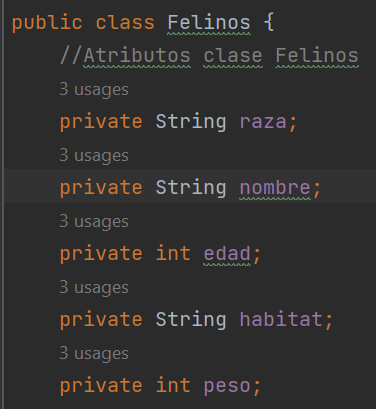 public class Felinos {
//Atributos clase Felinos
3 usages
private String raza;
3 usages
private String nombre;
3 usages
private int edad;
3 usages
private String habitat;
3 usages
private int peso;